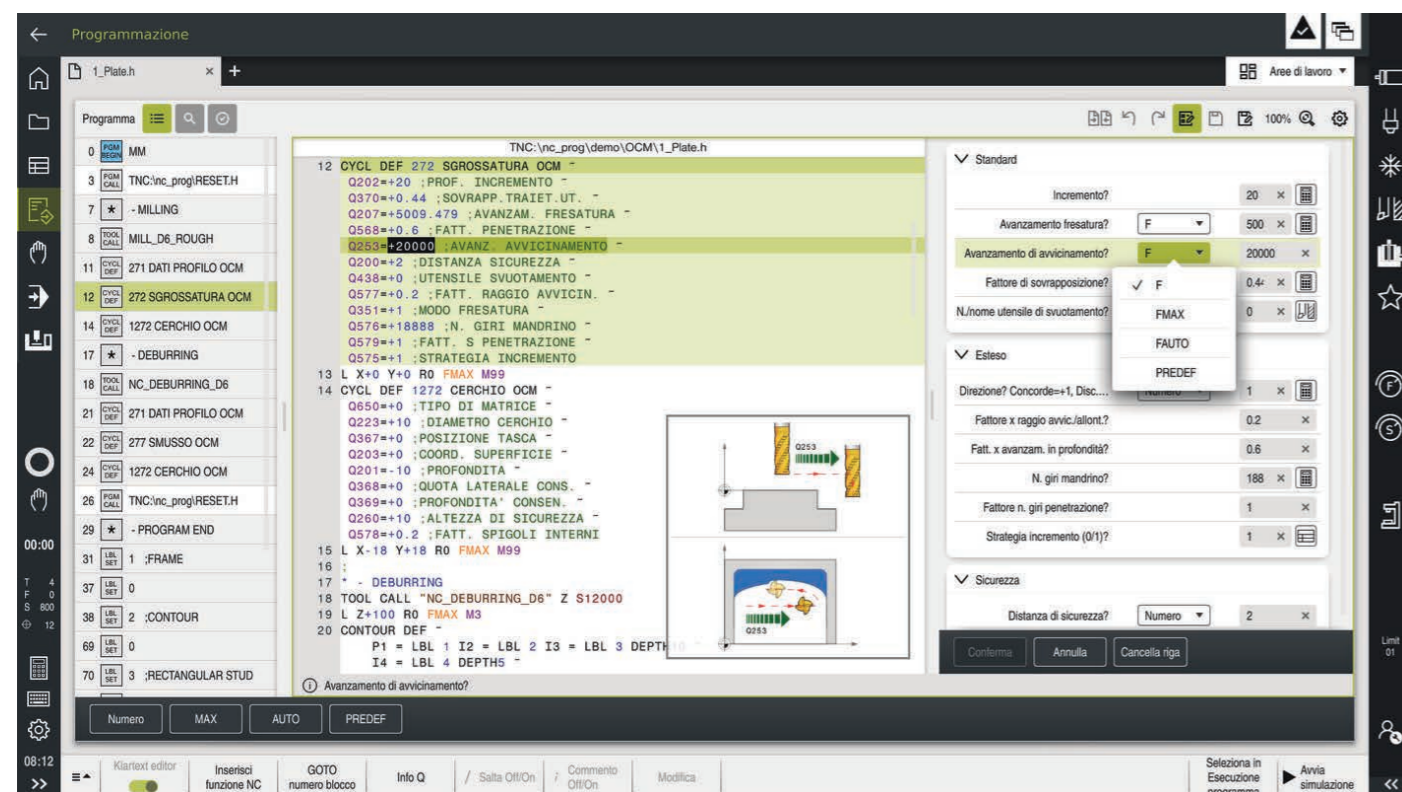 Programmazione
1_Plate.h × +
Aree di lavoro
Programma
100%
0 PGM BEGIN MM
3 PGM CALL TNC:\nc_prog\RESET.H
7 * - MILLING
8 TOOL CALL MILL_D6_ROUGH
11 CYCL DEF 271 DATI PROFILO OCM
12 CYCL DEF 272 SGROSSATURA OCM
14 CYCL DEF 1272 CERCHIO OCM
17 * - DEBURRING
18 TOOL CALL NC_DEBURRING_D6
21 CYCL DEF 271 DATI PROFILO OCM
22 CYCL DEF 277 SMUSSO OCM
24 CYCL DEF 1272 CERCHIO OCM
26 PGM CALL TNC:\nc_prog\RESET.H
29 * - PROGRAM END
31 LBL SET 1 ;FRAME
37 LBL SET 0
38 LBL SET 2 ;CONTOUR
69 LBL SET 0
70 LBL SET 3 ;RECTANGULAR STUD
TNC:\nc_prog\demo\OCM\1_Plate.h
12 CYCL DEF 272 SGROSSATURA OCM ~
Q202=+20 ;PROF. INCREMENTO ~
Q370=+0.44 ;SOVRAPP.TRAIET.UT. ~
Q207=+5009.479 ;AVANZAM. FRESATURA ~
Q568=+0.6 ;FATT. PENETRAZIONE ~
Q253=+20000 ;AVANZ. AVVICINAMENTO ~
Q200=+2 ;DISTANZA SICUREZZA ~
Q438=+0 ;UTENSILE SVUOTAMENTO ~
Q577=+0.2 ;FATT. RAGGIO AVVICIN. ~
Q351=+1 ;MODO FRESATURA ~
Q576=+18888 ;N. GIRI MANDRINO ~
Q579=+1 ;FATT. S PENETRAZIONE ~
Q575=+1 ;STRATEGIA INCREMENTO
13 L X+0 Y+0 R0 FMAX M99
14 CYCL DEF 1272 CERCHIO OCM ~
Q650=+0 ;TIPO DI MATRICE ~
Q223=+10 ;DIAMETRO CERCHIO ~
Q367=+0 ;POSIZIONE TASCA ~
Q203=+0 ;COORD. SUPERFICIE ~
Q201=-10 ;PROFONDITA ~
Q368=+0 ;QUOTA LATERALE CONS. ~
Q369=+0 ;PROFONDITA' CONSEN. ~
Q260=+10 ;ALTEZZA DI SICUREZZA ~
Q578=+0.2 ;FATT. SPIGOLI INTERNI
15 L X-18 Y+18 R0 FMAX M99
16 ;
17 * - DEBURRING
18 TOOL CALL "NC_DEBURRING_D6" Z S12000
19 L Z+100 R0 FMAX M3
20 CONTOUR DEF ~
P1 = LBL 1 I2 = LBL 2 I3 = LBL 3 DEPTH10 ~
I4 = LBL 4 DEPTH5 ~
Q253
Q253
Avanzamento di avvicinamento?
Standard
Incremento? 20 ×
Avanzamento fresatura? F 500 ×
Avanzamento di avvicinamento? F 20000 ×
Fattore di sovrapposizione? 0.4 ×
N./nome utensile di svuotamento? 0 ×
✓ F
FMAX
FAUTO
PREDEF
Esteso
Direzione? Concorde=+1, Disc.... Numero 1 ×
Fattore x raggio avvic./allont.? 0.2 ×
Fatt. x avanzam. in profondità? 0.6 ×
N. giri mandrino? 188 ×
Fattore n. giri penetrazione? 1 ×
Strategia incremento (0/1)? 1 ×
Sicurezza
Distanza di sicurezza? Numero 2 ×
Conferma Annulla Cancella riga
Numero MAX AUTO PREDEF
00:00
T 4
F 0
S 800
12
08:12
F
S
Limit
01
Klartext editor
Inserisci
funzione NC
GOTO
numero blocco
Info Q
/ Salta Off/On
; Commento
Off/On
Modifica
Seleziona in
Esecuzione
programma
Avvia
simulazione